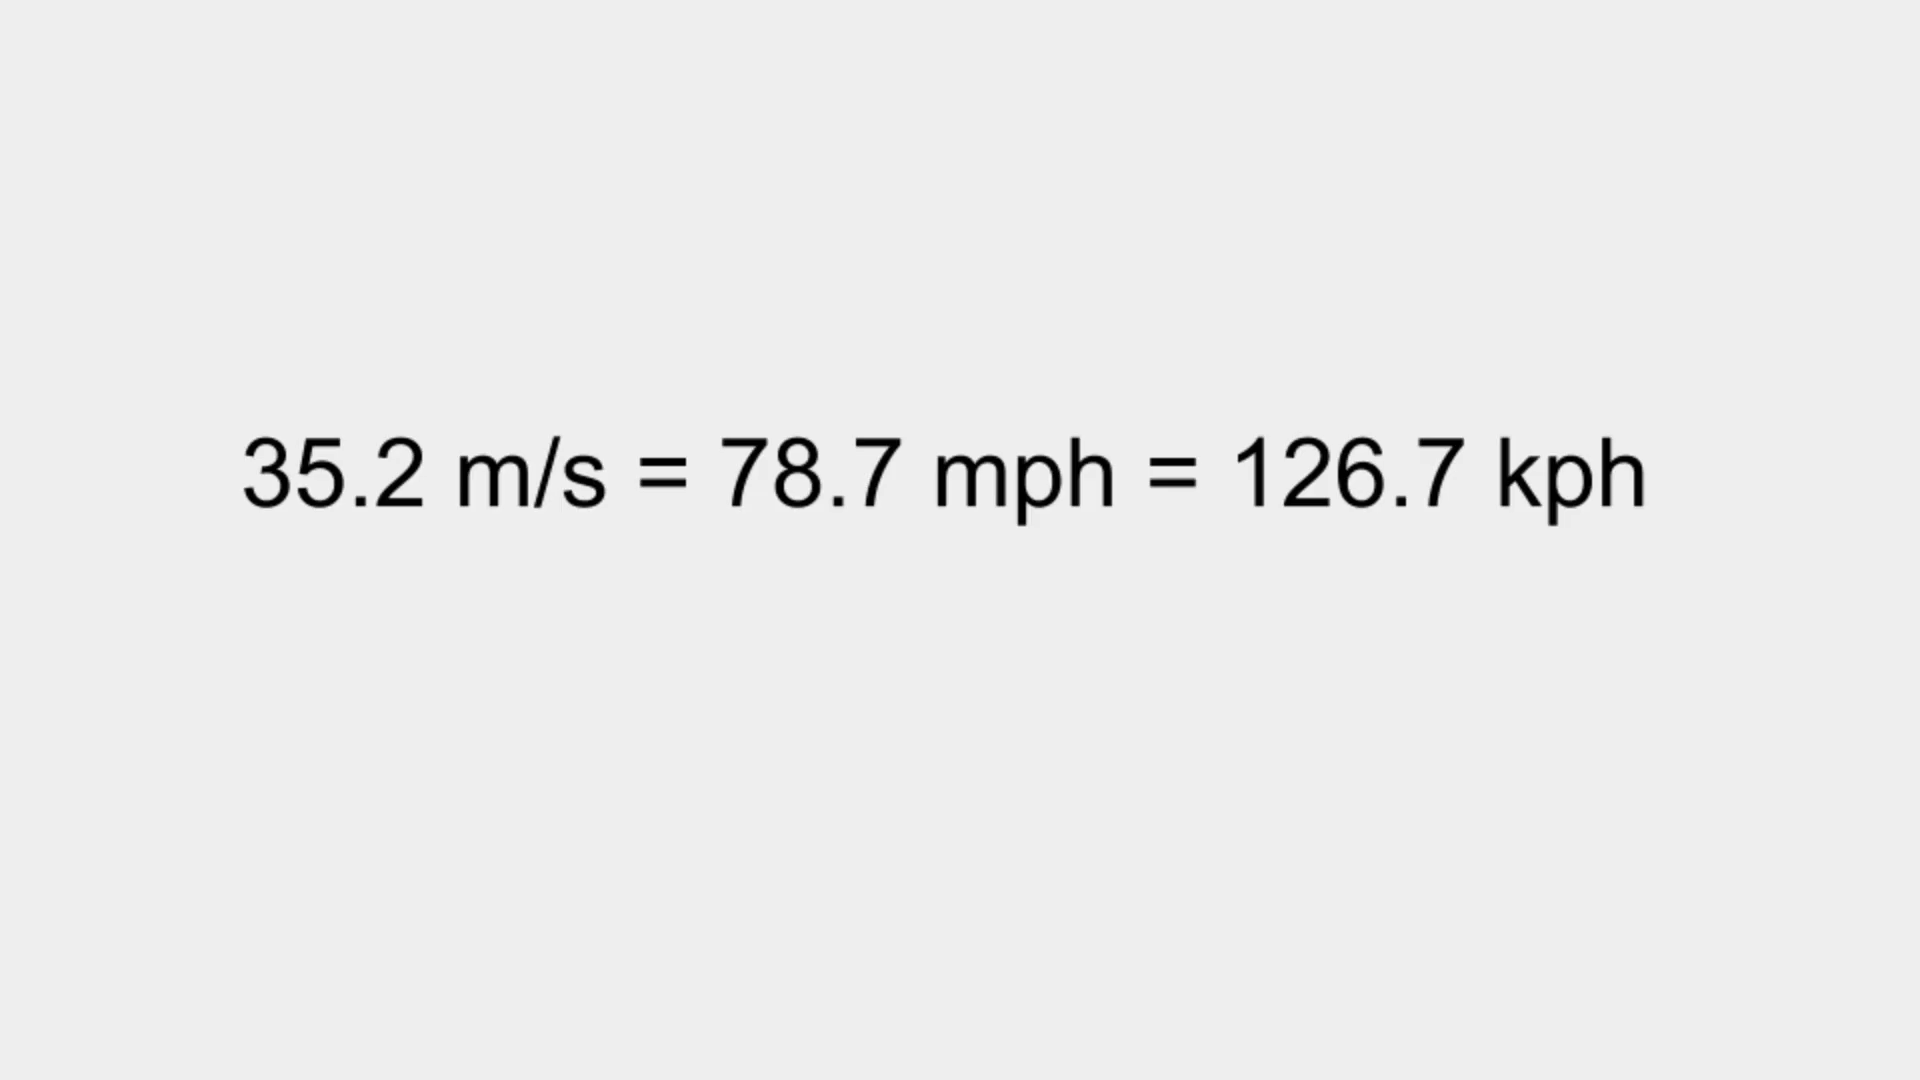 35.2 m/s = 78.7 mph = 126.7 kph